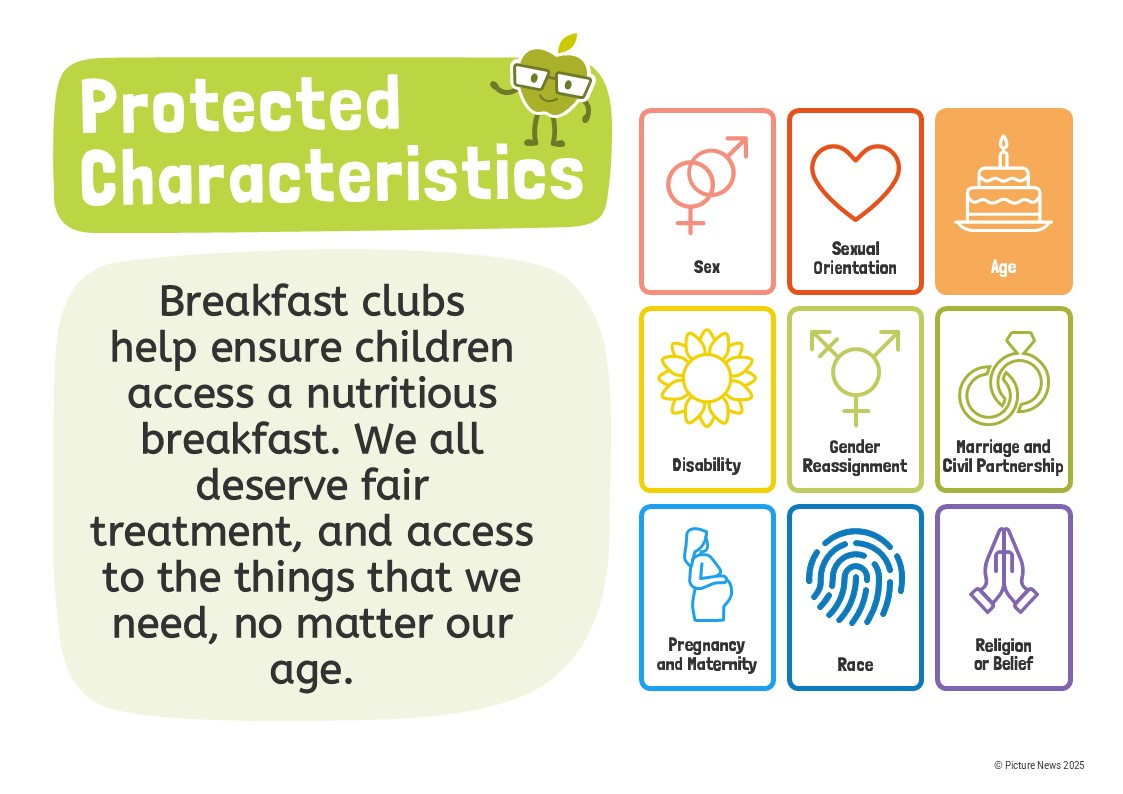 Protected
Characteristics
Breakfast clubs
help ensure children
access a nutritious
breakfast. We all
deserve fair
treatment, and access
to the things that we
need, no matter our
age.
Sex
Sexual
Orientation
Age
Disability
Gender
Reassignment
Marriage and
Civil Partnership
Pregnancy
and Maternity
Race
Religion
or Belief
© Picture News 2025